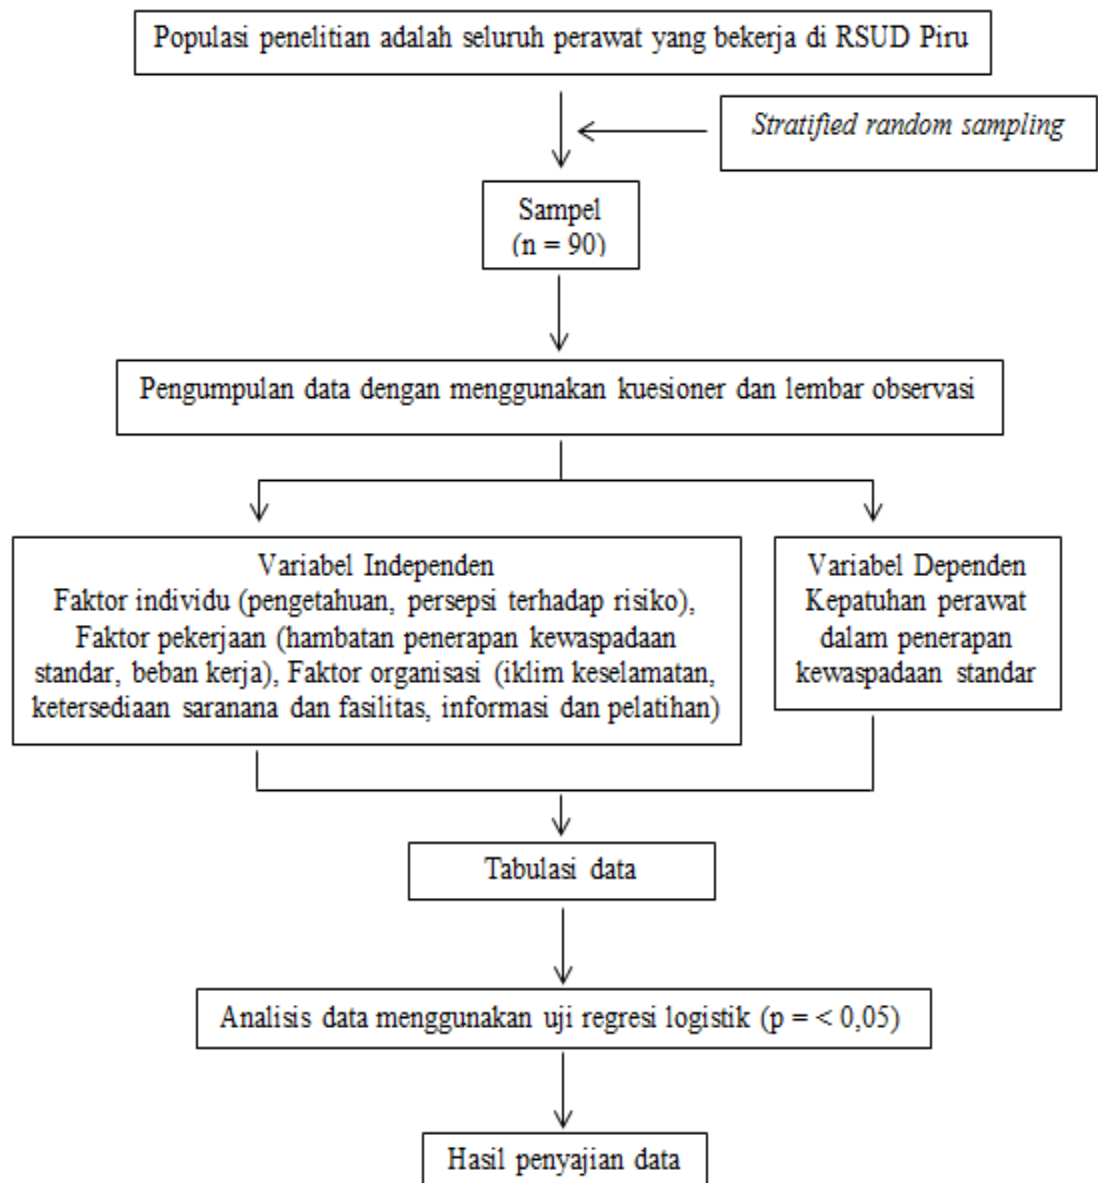 Populasi penelitian adalah seluruh perawat yang bekerja di RSUD Piru
Stratified random sampling
Sampel
(n = 90)
Pengumpulan data dengan menggunakan kuesioner dan lembar observasi
Variabel Independen
Faktor individu (pengetahuan, persepsi terhadap risiko),
Faktor pekerjaan (hambatan penerapan kewaspadaan
standar, beban kerja), Faktor organisasi (iklim keselamatan,
ketersediaan saranana dan fasilitas, informasi dan pelatihan)
Variabel Dependen
Kepatuhan perawat
dalam penerapan
kewaspadaan standar
Tabulasi data
Analisis data menggunakan uji regresi logistik (p = < 0,05)
Hasil penyajian data